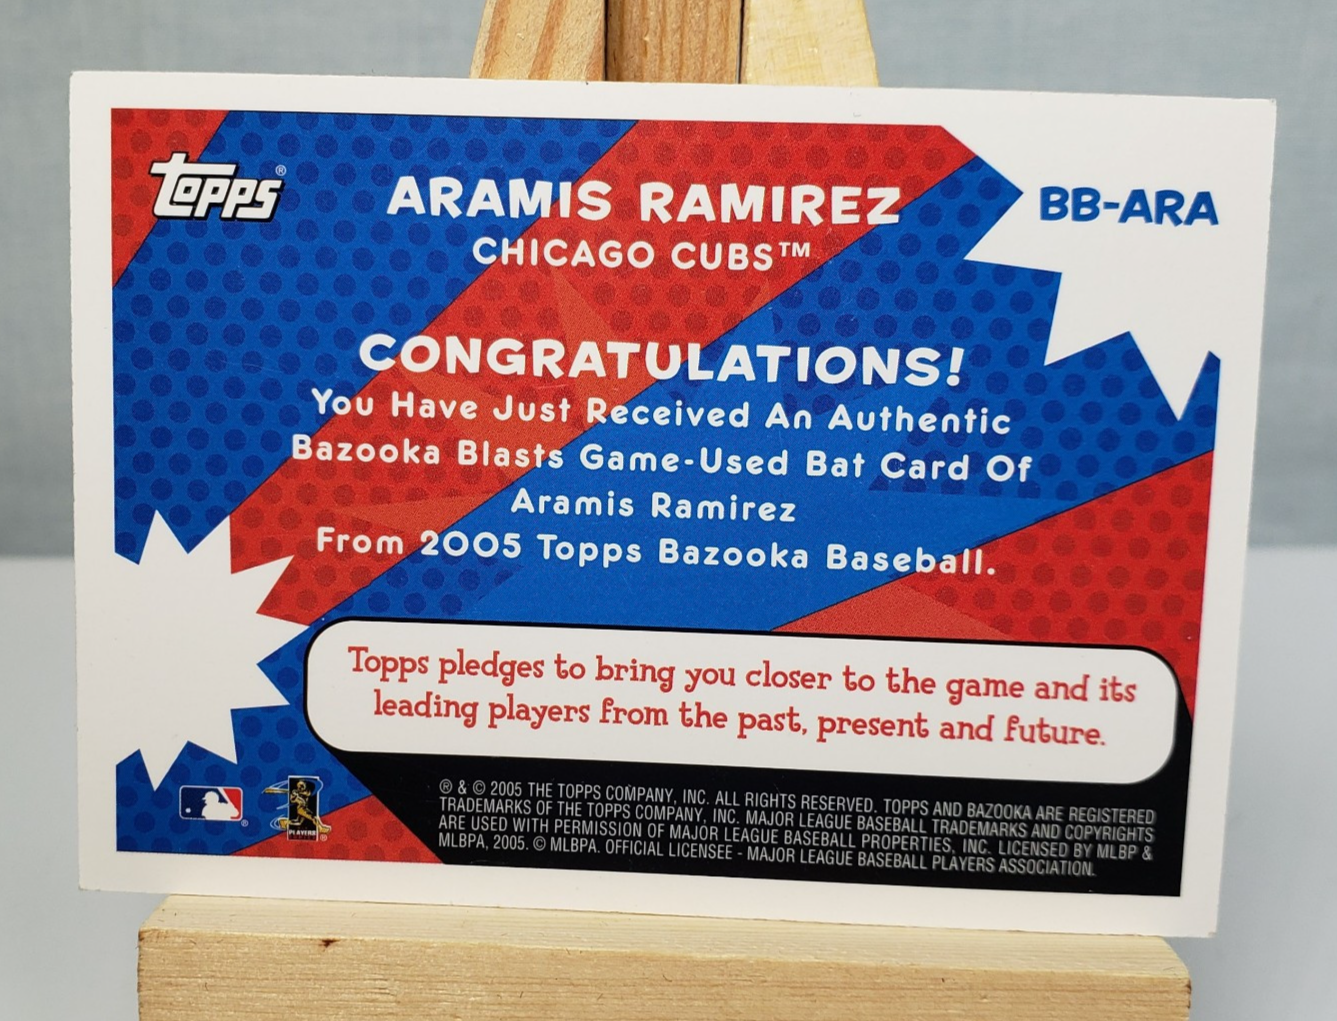 Topps®
ARAMIS RAMIREZ
BB-ARA
CHICAGO CUBS™
CONGRATULATIONS!
You Have Just Received An Authentic
Bazooka Blasts Game-Used Bat Card Of
Aramis Ramirez
From 2005 Topps Bazooka Baseball.
Topps pledges to bring you closer to the game and its
leading players from the past, present and future.
® & © 2005 THE TOPPS COMPANY, INC. ALL RIGHTS RESERVED. TOPPS AND BAZOOKA ARE REGISTERED
TRADEMARKS OF THE TOPPS COMPANY, INC. MAJOR LEAGUE BASEBALL TRADEMARKS AND COPYRIGHTS
ARE USED WITH PERMISSION OF MAJOR LEAGUE BASEBALL PROPERTIES, INC. LICENSED BY MLBP &
MLBPA, 2005. © MLBPA. OFFICIAL LICENSEE - MAJOR LEAGUE BASEBALL PLAYERS ASSOCIATION.
®
PLAYERS ®